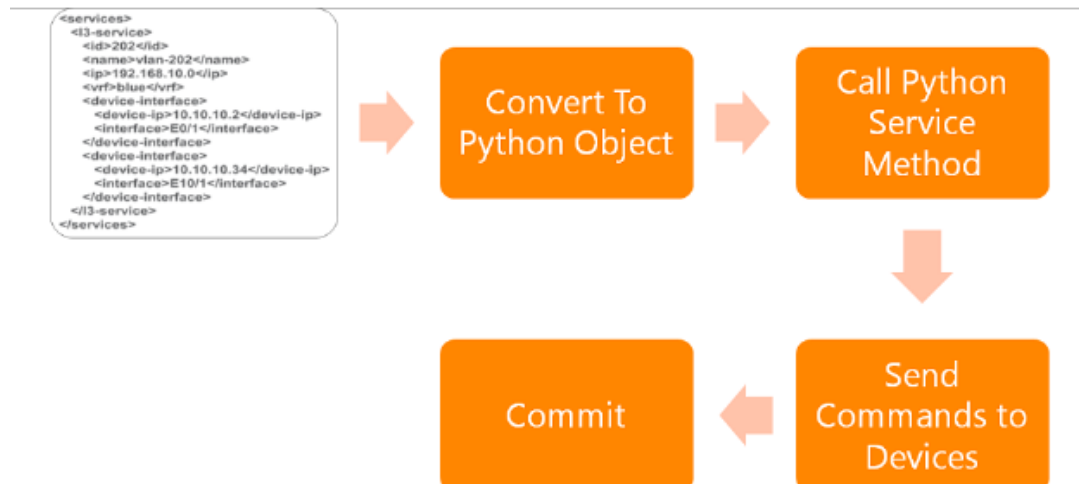 <services>
<l3-service>
<id>202</id>
<name>vlan-202</name>
<ip>192.168.10.0</ip>
<vrf>blue</vrf>
<device-interface>
<device-ip>10.10.10.2</device-ip>
<interface>E0/1</interface>
</device-interface>
<device-interface>
<device-ip>10.10.10.34</device-ip>
<interface>E10/1</interface>
</device-interface>
</l3-service>
</services>
Convert To
Python Object
Call Python
Service
Method
Send
Commands to
Devices
Commit